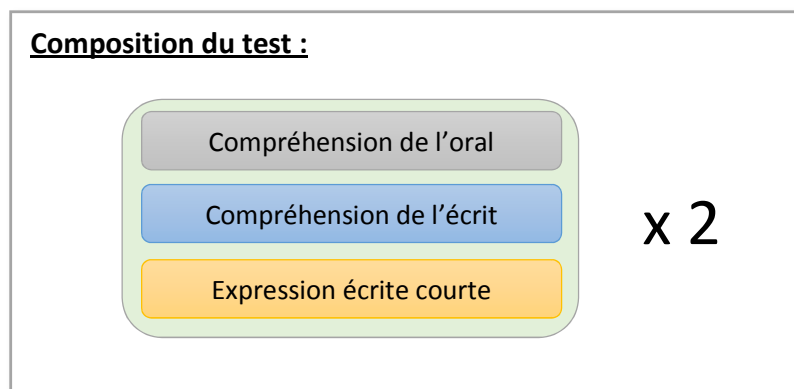 Composition du test :
Compréhension de l’oral
Compréhension de l’écrit
x 2
Expression écrite courte